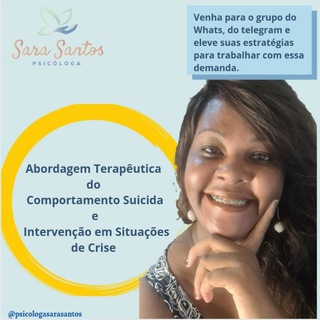 Sara Santos
PSICÓLOGA
Venha para o grupo do
Whats, do telegram e
eleve suas estratégias
para trabalhar com essa
demanda.
Abordagem Terapêutica
do
Comportamento Suicida
e
Intervenção em Situações
de Crise
@psicologasarasantos